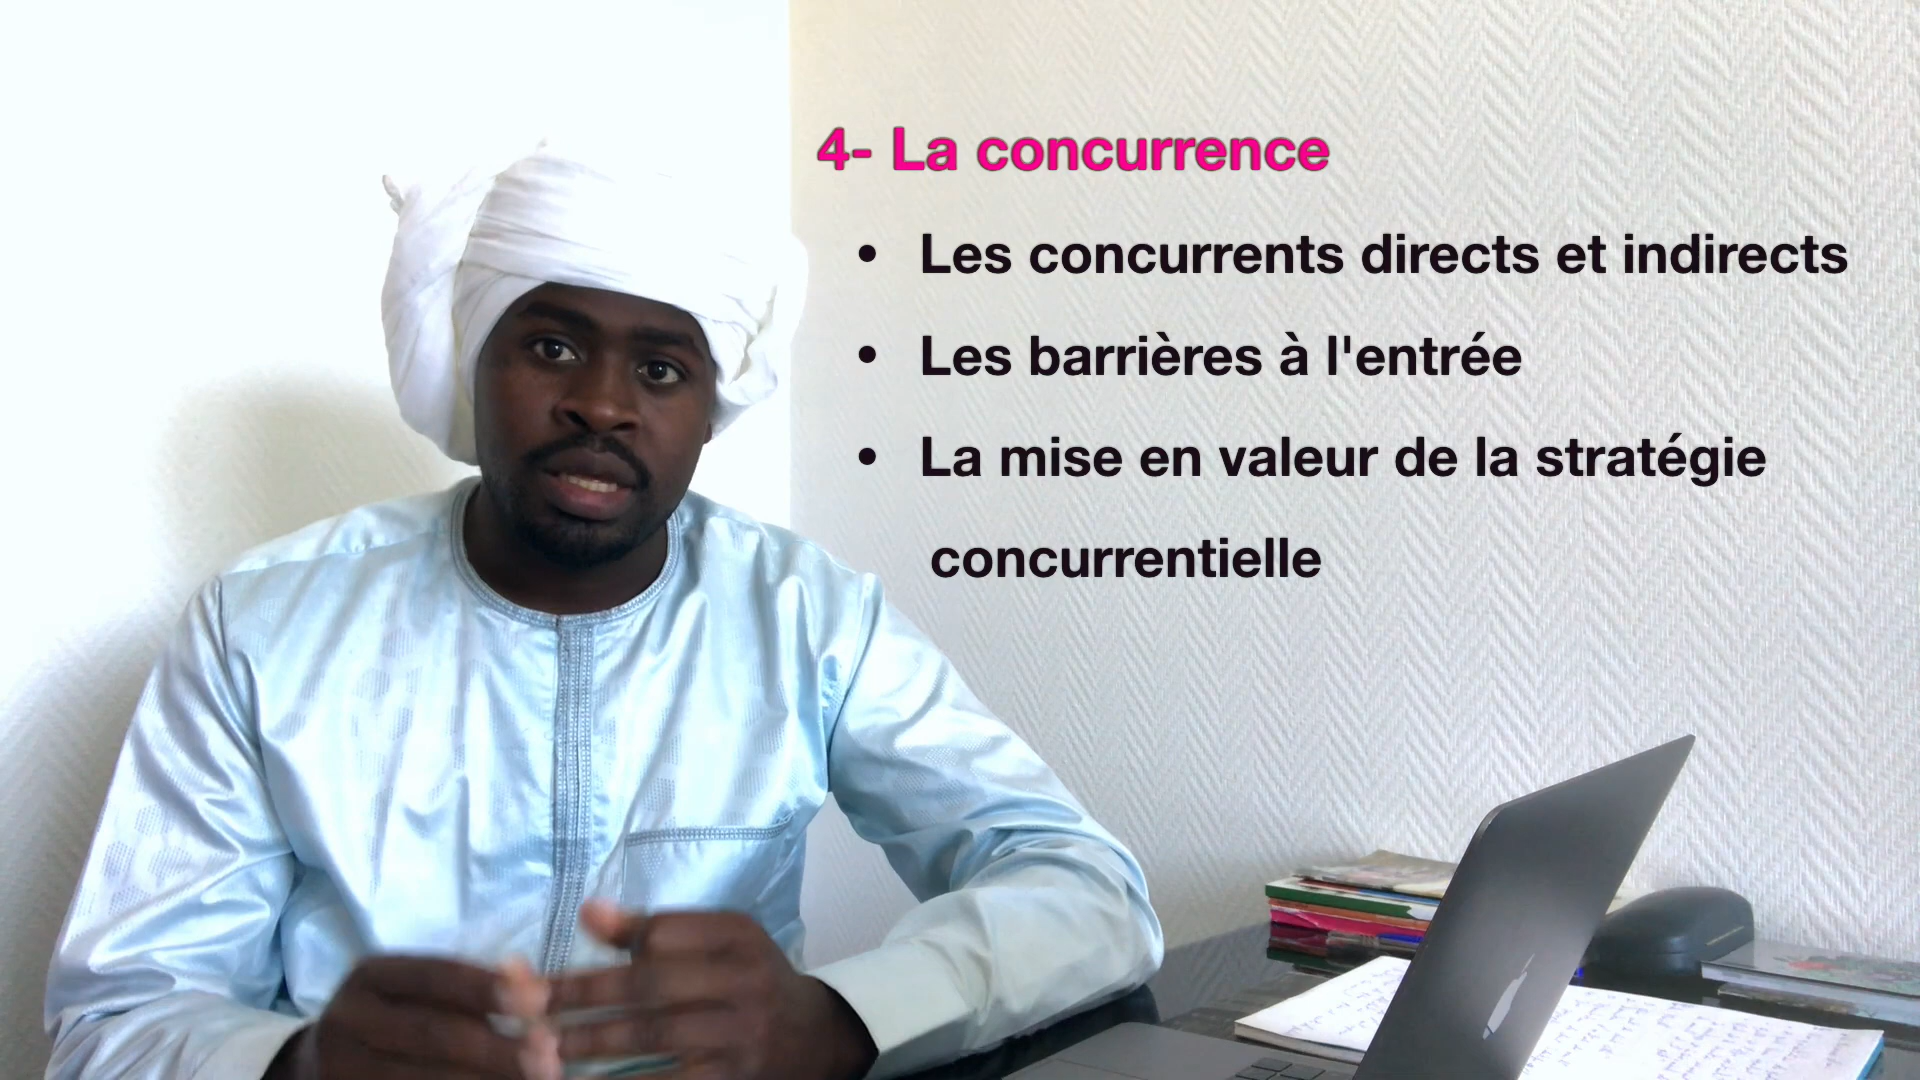 4- La concurrence
• Les concurrents directs et indirects
• Les barrières à l'entrée
• La mise en valeur de la stratégie
concurrentielle